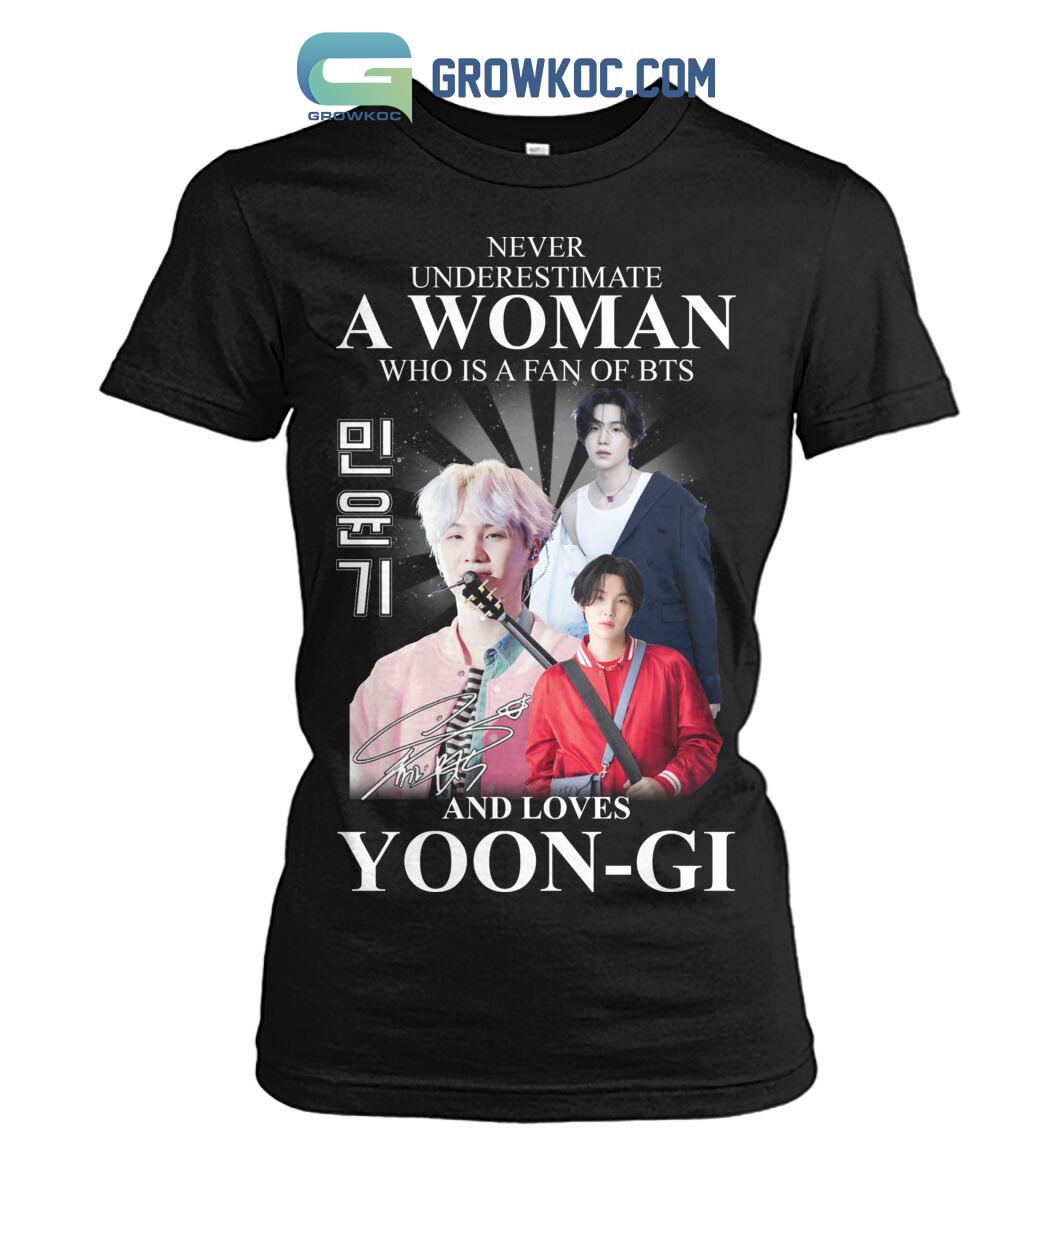 GROWKOC.COM
GROWKOC
NEVER
UNDERESTIMATE
A WOMAN
WHO IS A FAN OF BTS
민
윤
기
AND LOVES
YOON-GI